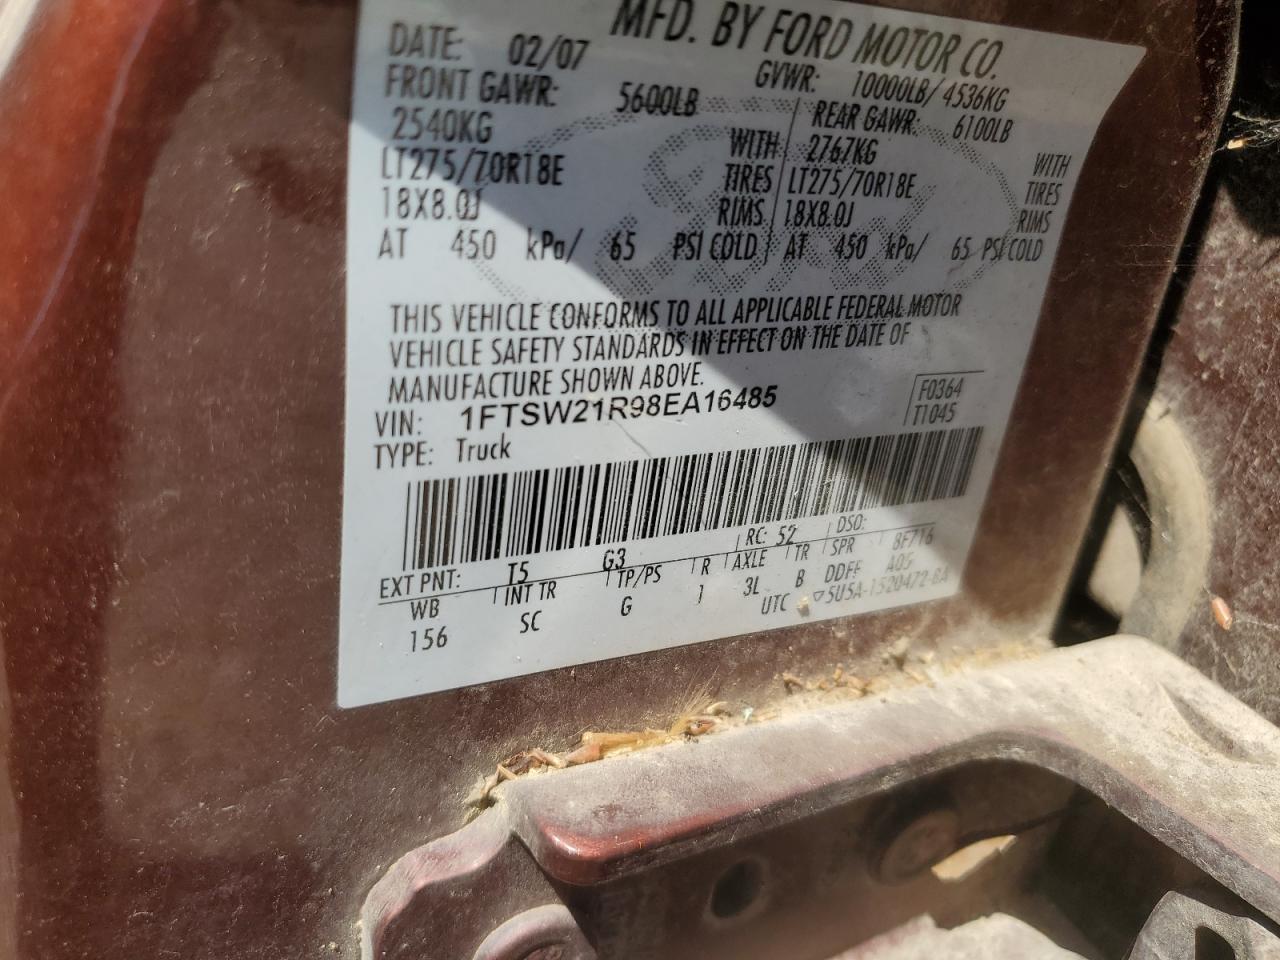 MFD. BY FORD MOTOR CO.
DATE: 02/07 GVWR: 10000LB/ 4536KG
FRONT GAWR: 5600LB REAR GAWR: 6100LB
2540KG WITH 2767KG WITH
LT275/70R18E TIRES LT275/70R18E TIRES
18X8.0J RIMS 18X8.0J RIMS
AT 450 kPa/ 65 PSI COLD AT 450 kPa/ 65 PSI COLD
THIS VEHICLE CONFORMS TO ALL APPLICABLE FEDERAL MOTOR
VEHICLE SAFETY STANDARDS IN EFFECT ON THE DATE OF
MANUFACTURE SHOWN ABOVE.
VIN: 1FTSW21R98EA16485 F0364
TYPE: Truck T1045
EXT PNT: T5 G3 RC: 52 DSO:
WB INT TR TP/PS R AXLE TR SPR 8F716
156 SC G 1 3L B DDFF A05
UTC ▽5U5A-1520472-BA